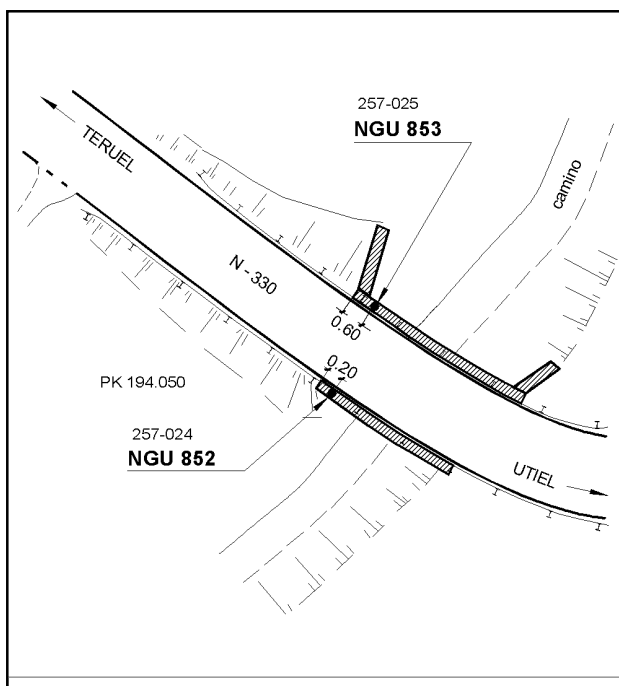 257-025
NGU 853
TERUEL
camino
N - 330
0.60
0.20
PK 194.050
257-024
NGU 852
UTIEL